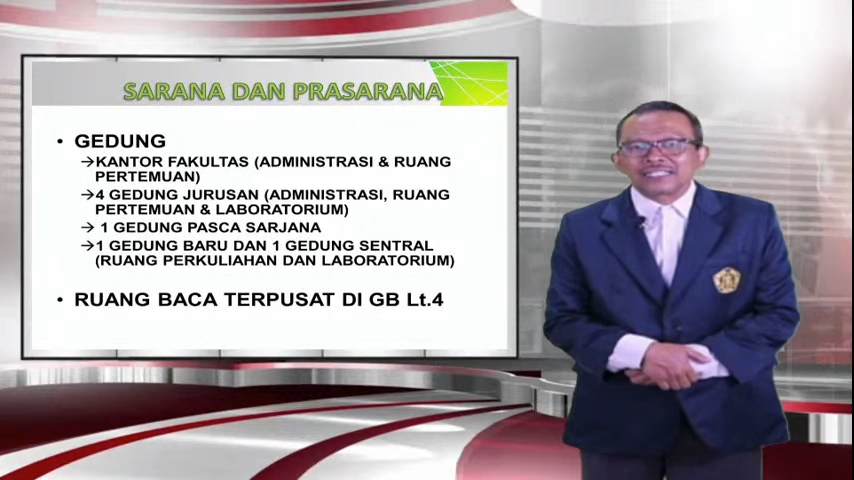 SARANA DAN PRASARANA
• GEDUNG
→KANTOR FAKULTAS (ADMINISTRASI & RUANG
PERTEMUAN)
→4 GEDUNG JURUSAN (ADMINISTRASI, RUANG
PERTEMUAN & LABORATORIUM)
→ 1 GEDUNG PASCA SARJANA
→1 GEDUNG BARU DAN 1 GEDUNG SENTRAL
(RUANG PERKULIAHAN DAN LABORATORIUM)
• RUANG BACA TERPUSAT DI GB Lt.4